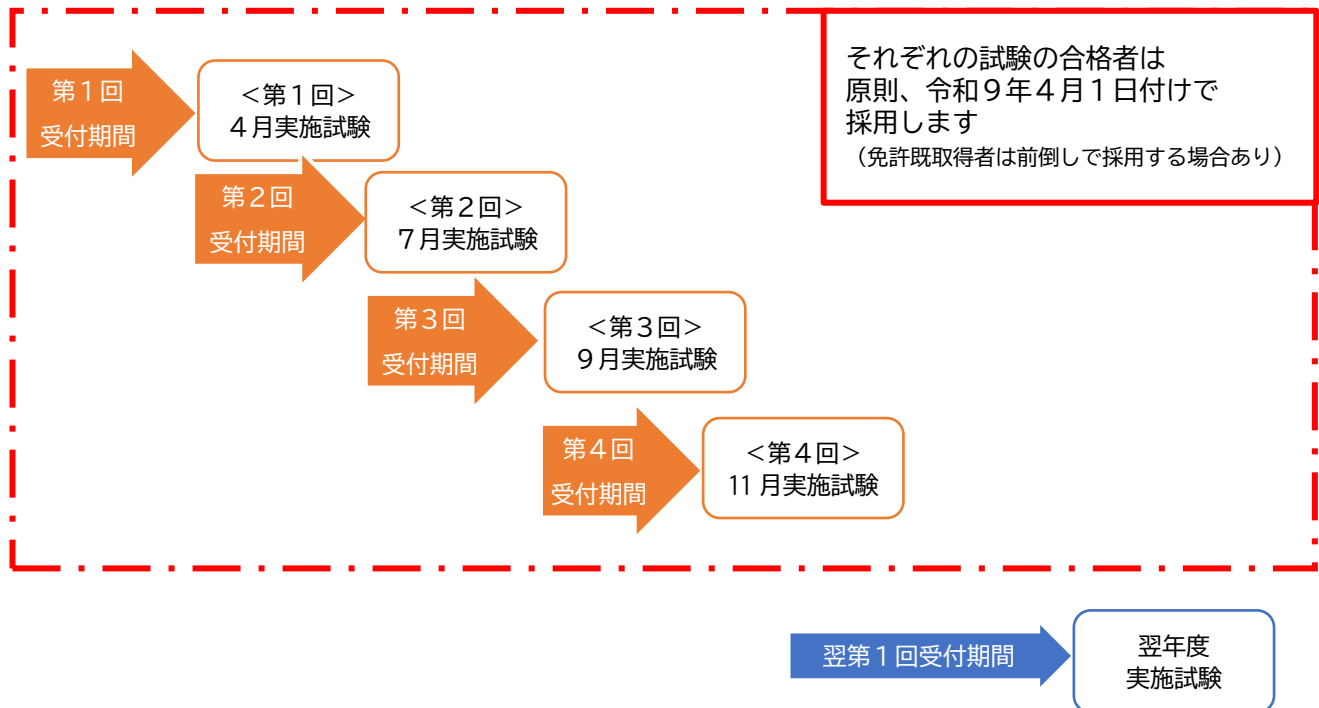 それぞれの試験の合格者は
原則、令和９年４月１日付けで
採用します
（免許既取得者は前倒しで採用する場合あり）
第１回
受付期間
＜第１回＞
４月実施試験
第２回
受付期間
＜第２回＞
７月実施試験
第３回
受付期間
＜第３回＞
９月実施試験
第４回
受付期間
＜第４回＞
11 月実施試験
翌第１回受付期間
翌年度
実施試験